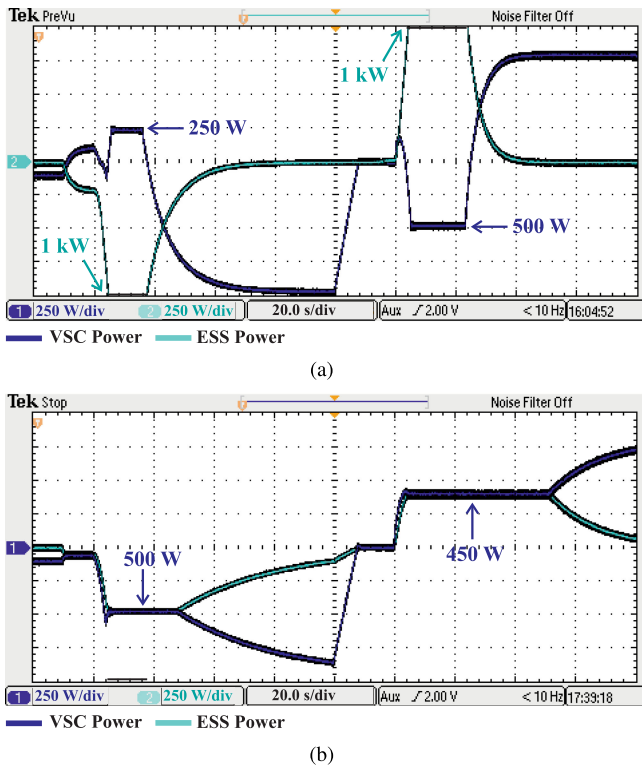 Tek PreVu Noise Filter Off
1 kW
250 W
2
1 kW
500 W
1 250 W/div 2 250 W/div 20.0 s/div Aux 2.00 V < 10 Hz 16:04:52
VSC Power ESS Power
(a)
Tek Stop Noise Filter Off
1
500 W
450 W
1 250 W/div 2 250 W/div 20.0 s/div Aux 2.00 V < 10 Hz 17:39:18
VSC Power ESS Power
(b)